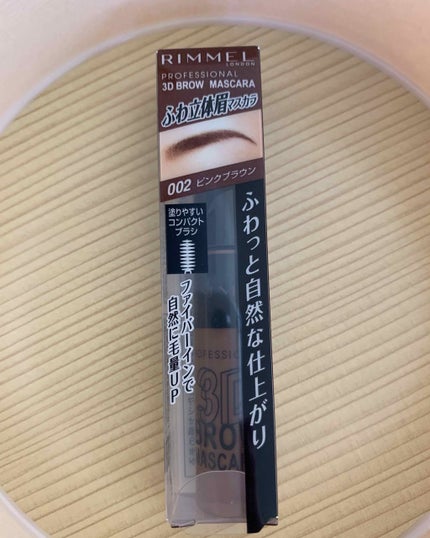 RIMMEL
LONDON
PROFESSIONAL
3D BROW MASCARA
ふわ立体眉マスカラ
002 ピンクブラウン
塗りやすい
コンパクト
ブラシ
ふわっと自然な仕上がり
ファイバーインで
自然に毛量UP
3D
BROW
MASCARA